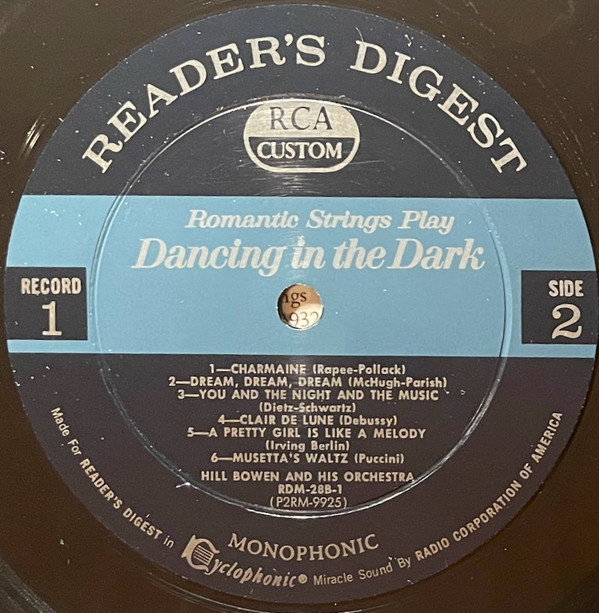 READER'S DIGEST
RCA
CUSTOM
Romantic Strings Play
Dancing in the Dark
RECORD
1
SIDE
2
ngs
1932
1—CHARMAINE (Rapee-Pollack)
2—DREAM, DREAM, DREAM (McHugh-Parish)
3—YOU AND THE NIGHT AND THE MUSIC
(Dietz-Schwartz)
4—CLAIR DE LUNE (Debussy)
5—A PRETTY GIRL IS LIKE A MELODY
(Irving Berlin)
6—MUSETTA'S WALTZ (Puccini)
HILL BOWEN AND HIS ORCHESTRA
RDM-28B-1
(P2RM-9925)
MONOPHONIC
Made For READER'S DIGEST in Cyclophonic® Miracle Sound By RADIO CORPORATION OF AMERICA